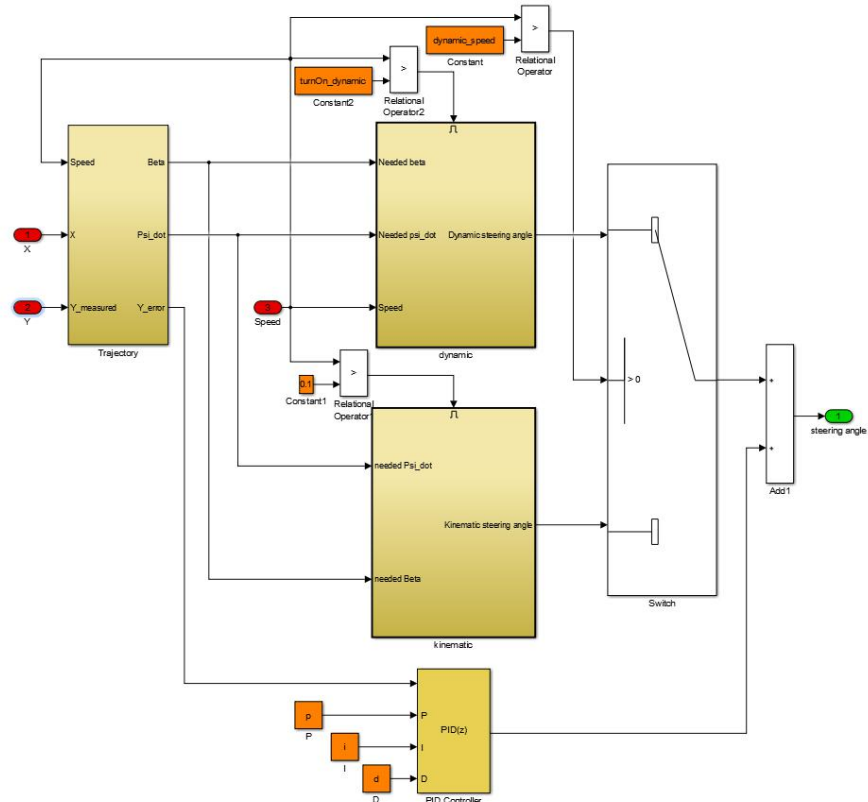 dynamic_speed
>
Constant
Relational
Operator
turnOn_dynamic
>
Constant2
Relational
Operator2
Speed
Beta
X
Psi_dot
Y_measured
Y_error
Trajectory
1
X
2
Y
Needed beta
Needed psi_dot
Dynamic steering angle
Speed
dynamic
3
Speed
0.1
>
Constant1
Relational
Operator1
needed Psi_dot
Kinematic steering angle
needed Beta
kinematic
> 0
Switch
+
+
Add1
1
steering angle
p
P
i
I
d
D
P
I
D
PID(z)
PID Controller